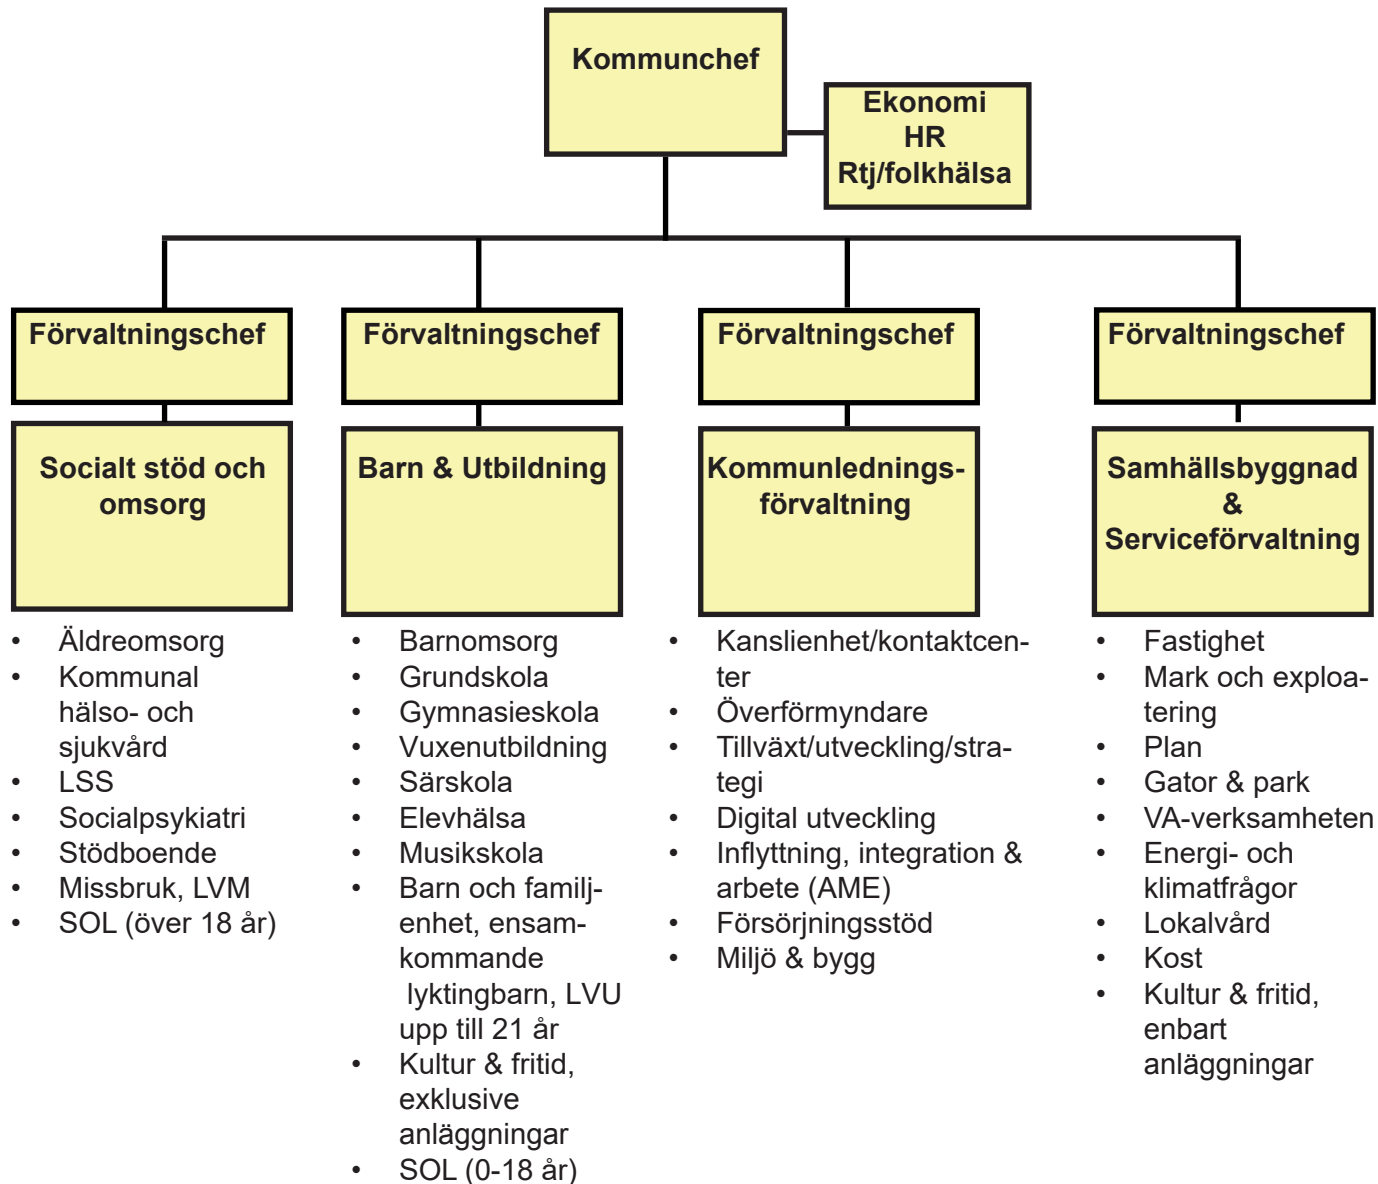 Kommunchef
Ekonomi
HR
Rtj/folkhälsa
Förvaltningschef
Förvaltningschef
Förvaltningschef
Förvaltningschef
Socialt stöd och
omsorg
Barn & Utbildning
Kommunlednings-
förvaltning
Samhällsbyggnad
&
Serviceförvaltning
• Äldreomsorg
• Kommunal
hälso- och
sjukvård
• LSS
• Socialpsykiatri
• Stödboende
• Missbruk, LVM
• SOL (över 18 år)
• Barnomsorg
• Grundskola
• Gymnasieskola
• Vuxenutbildning
• Särskola
• Elevhälsa
• Musikskola
• Barn och familj-
enhet, ensam-
kommande
lyktingbarn, LVU
upp till 21 år
• Kultur & fritid,
exklusive
anläggningar
• SOL (0-18 år)
• Kanslienhet/kontaktcen-
ter
• Överförmyndare
• Tillväxt/utveckling/stra-
tegi
• Digital utveckling
• Inflyttning, integration &
arbete (AME)
• Försörjningsstöd
• Miljö & bygg
• Fastighet
• Mark och exploa-
tering
• Plan
• Gator & park
• VA-verksamheten
• Energi- och
klimatfrågor
• Lokalvård
• Kost
• Kultur & fritid,
enbart
anläggningar